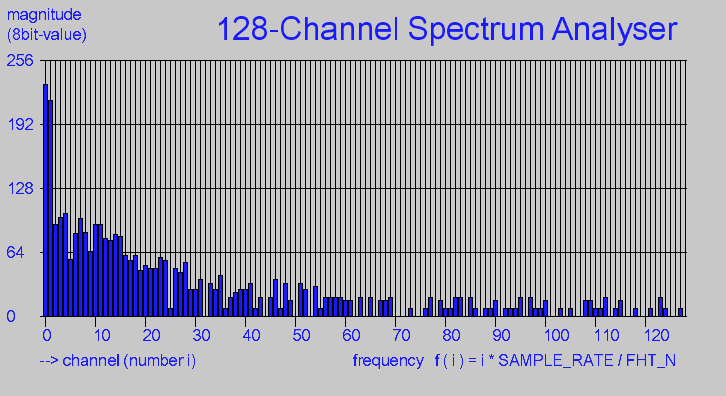 magnitude
(8bit-value)
128-Channel Spectrum Analyser
256
192
128
64
0
0 10 20 30 40 50 60 70 80 90 100 110 120
--> channel (number i)
frequency f ( i ) = i * SAMPLE_RATE / FHT_N